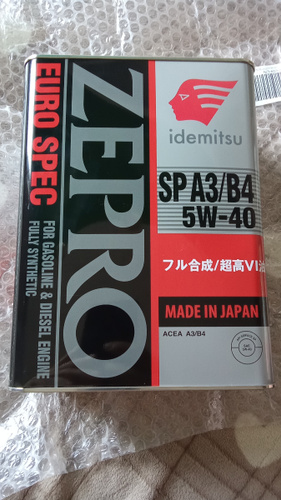 idemitsu
ZEPRO
EURO SPEC
FOR GASOLINE & DIESEL ENGINE
FULLY SYNTHETIC
SP A3/B4
5W-40
フル合成/超高VI油
MADE IN JAPAN
ACEA A3/B4